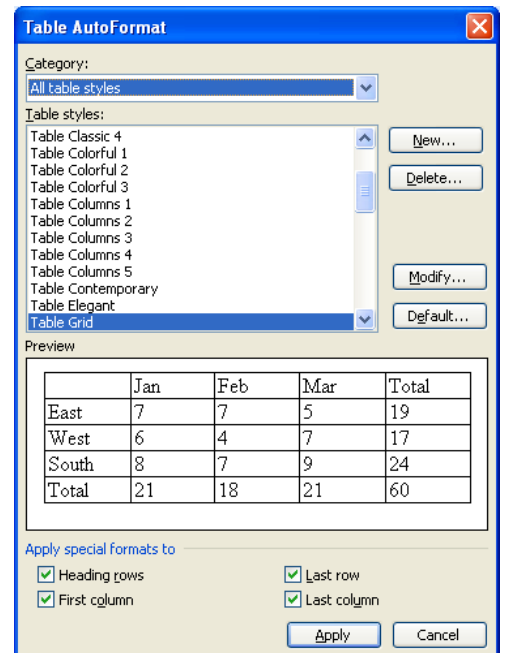 Table AutoFormat
Category:
All table styles
Table styles:
Table Classic 4
Table Colorful 1
Table Colorful 2
Table Colorful 3
Table Columns 1
Table Columns 2
Table Columns 3
Table Columns 4
Table Columns 5
Table Contemporary
Table Elegant
Table Grid
New...
Delete...
Modify...
Default...
Preview
Jan Feb Mar Total
East 7 7 5 19
West 6 4 7 17
South 8 7 9 24
Total 21 18 21 60
Apply special formats to
Heading rows Last row
First column Last column
Apply Cancel